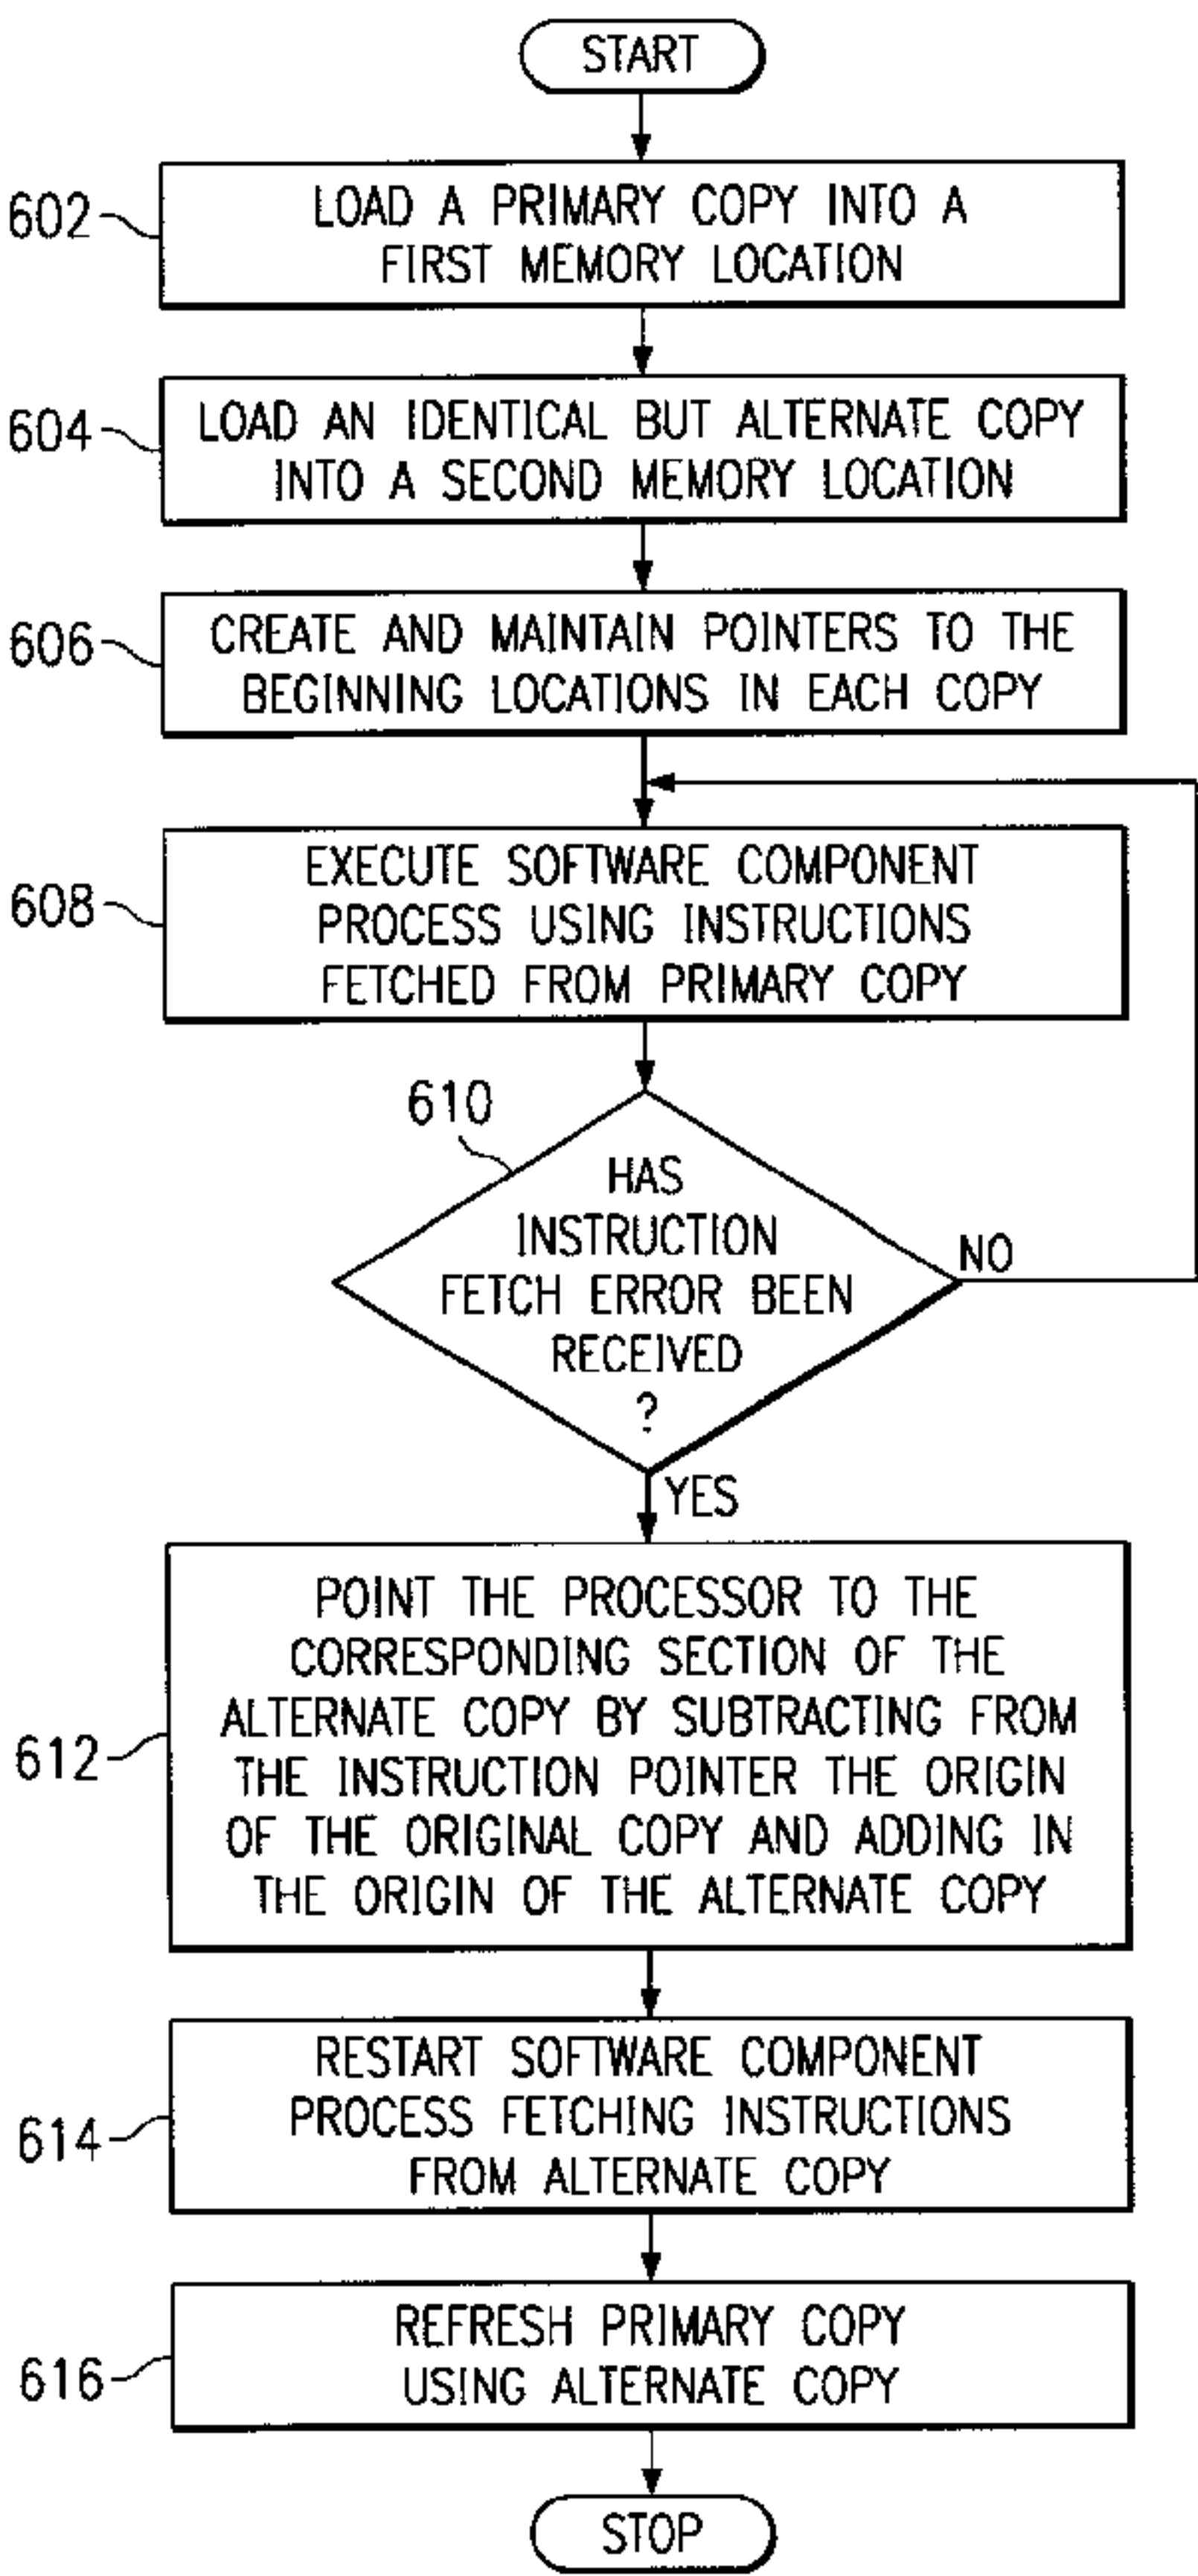 START
602
LOAD A PRIMARY COPY INTO A
FIRST MEMORY LOCATION
604
LOAD AN IDENTICAL BUT ALTERNATE COPY
INTO A SECOND MEMORY LOCATION
606
CREATE AND MAINTAIN POINTERS TO THE
BEGINNING LOCATIONS IN EACH COPY
608
EXECUTE SOFTWARE COMPONENT
PROCESS USING INSTRUCTIONS
FETCHED FROM PRIMARY COPY
610
HAS
INSTRUCTION
FETCH ERROR BEEN
RECEIVED
?
NO
YES
612
POINT THE PROCESSOR TO THE
CORRESPONDING SECTION OF THE
ALTERNATE COPY BY SUBTRACTING FROM
THE INSTRUCTION POINTER THE ORIGIN
OF THE ORIGINAL COPY AND ADDING IN
THE ORIGIN OF THE ALTERNATE COPY
614
RESTART SOFTWARE COMPONENT
PROCESS FETCHING INSTRUCTIONS
FROM ALTERNATE COPY
616
REFRESH PRIMARY COPY
USING ALTERNATE COPY
STOP